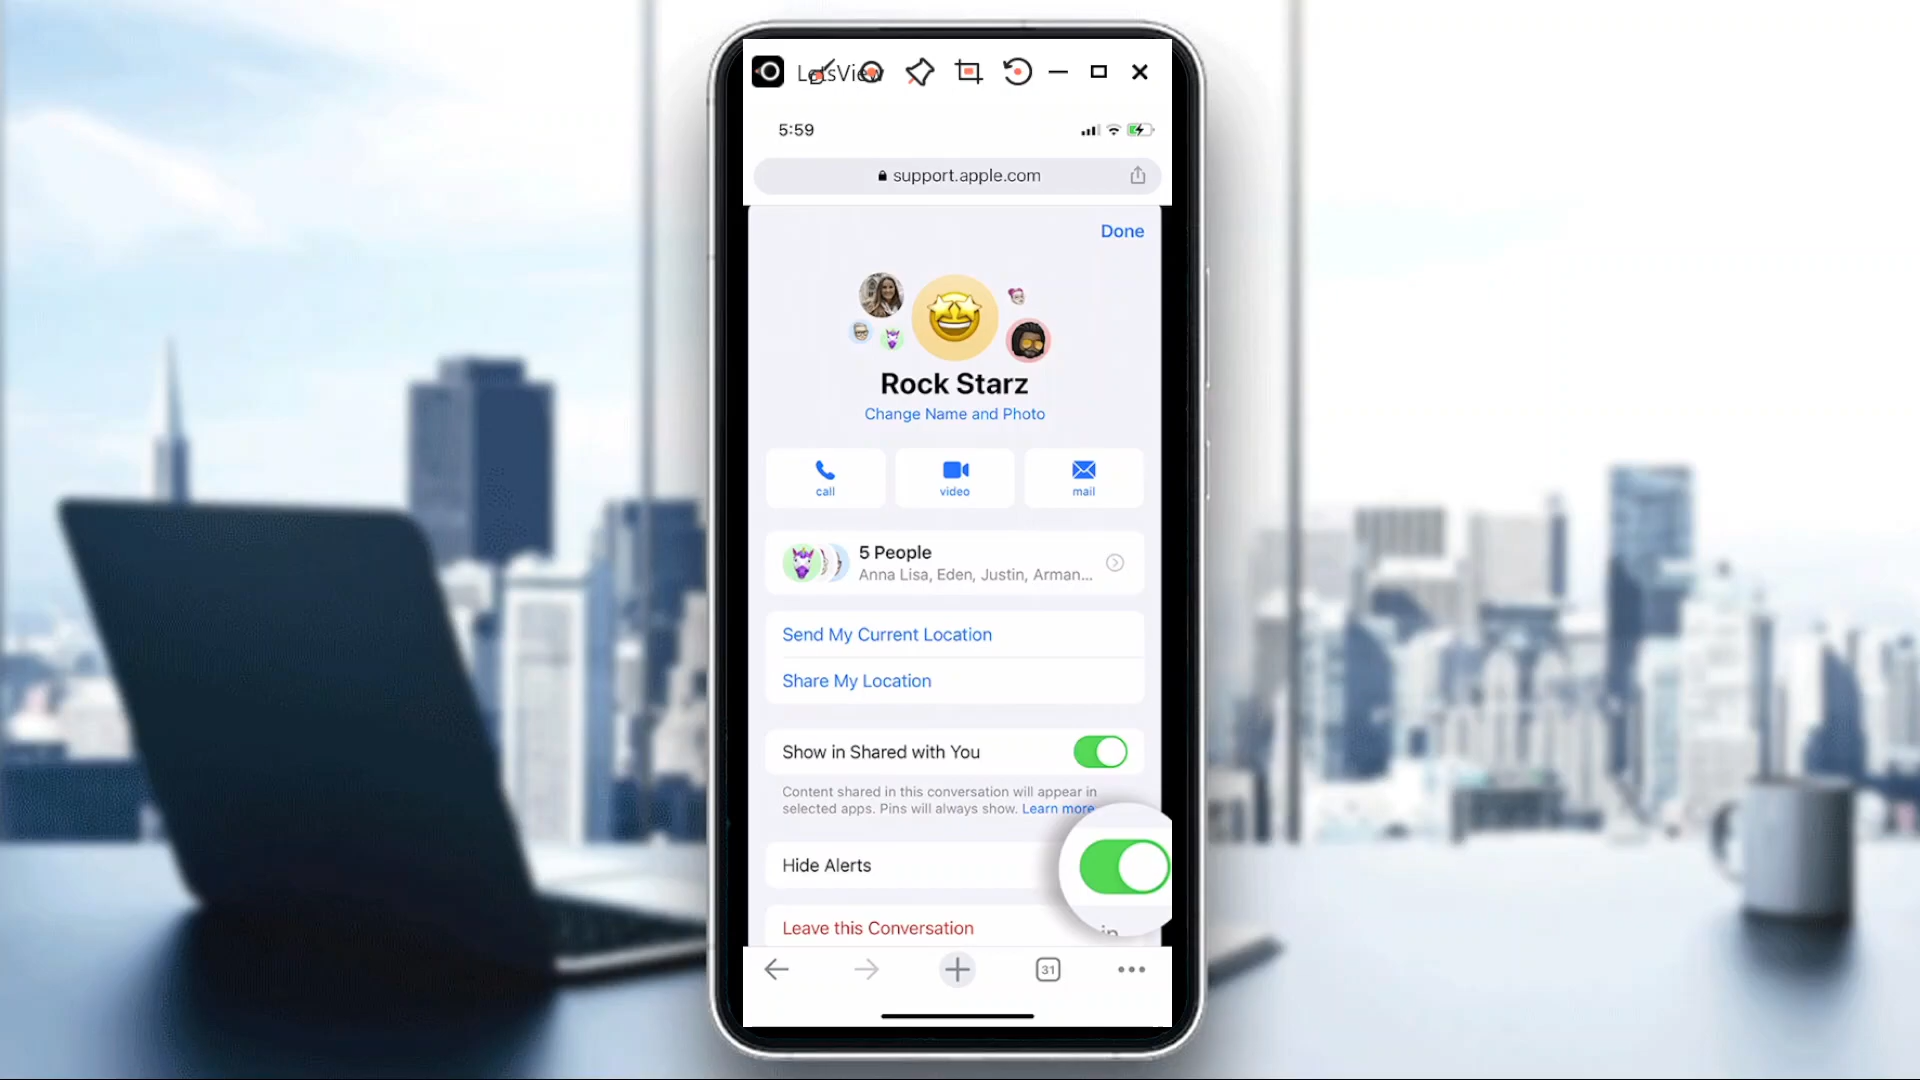 LetsView
5:59
support.apple.com
Done
Rock Starz
Change Name and Photo
call
video
mail
5 People
Anna Lisa, Eden, Justin, Arman...
Send My Current Location
Share My Location
Show in Shared with You
Content shared in this conversation will appear in
selected apps. Pins will always show. Learn more
Hide Alerts
Leave this Conversation
in
31